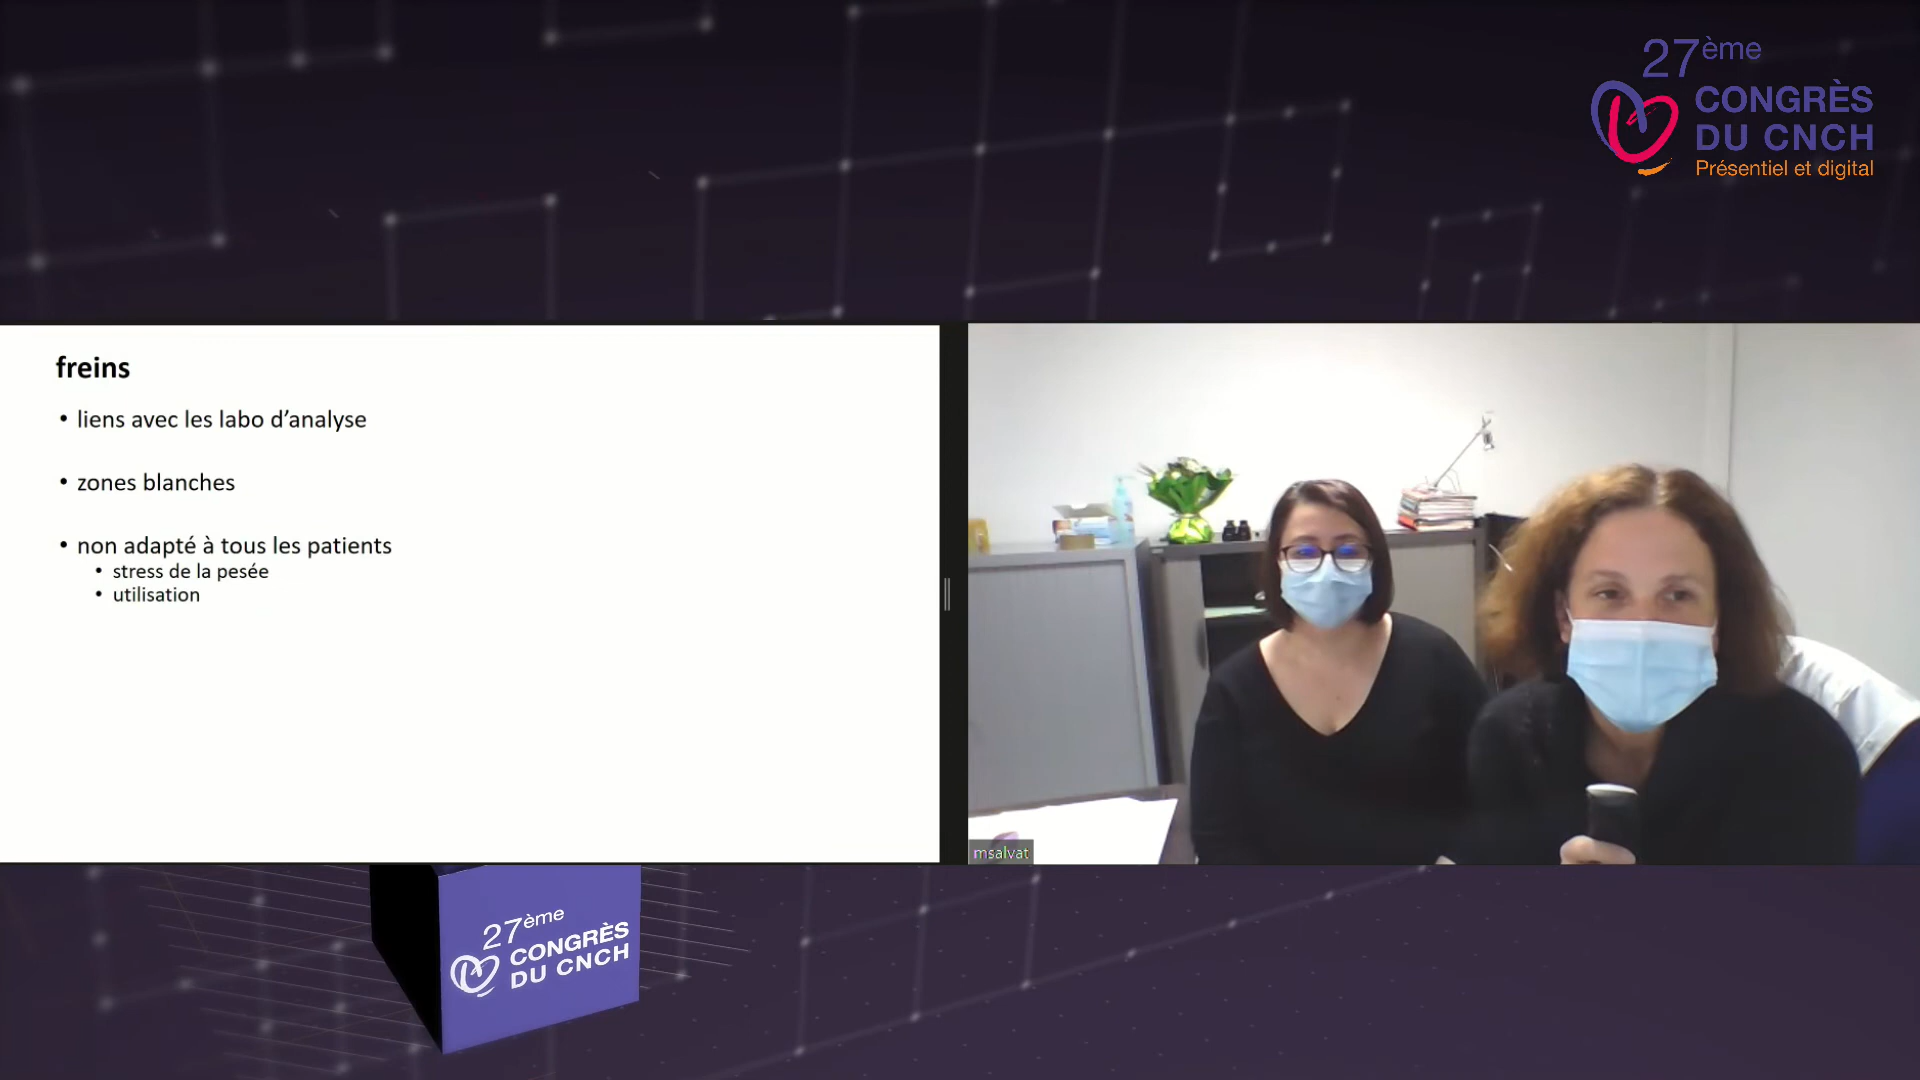 27ème
CONGRÈS
DU CNCH
Présentiel et digital
freins
• liens avec les labo d’analyse
• zones blanches
• non adapté à tous les patients
• stress de la pesée
• utilisation
msalvat
27ème
CONGRÈS
DU CNCH